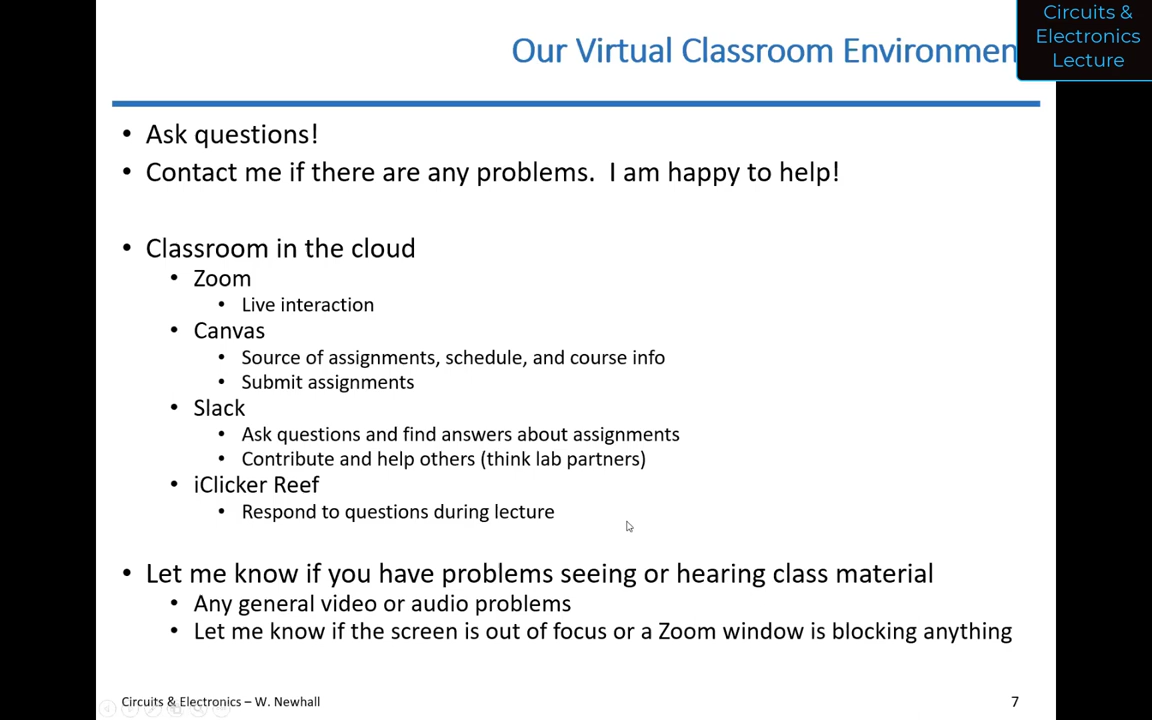 Circuits &
Electronics
Lecture
Our Virtual Classroom Environmen
• Ask questions!
• Contact me if there are any problems.  I am happy to help!
• Classroom in the cloud
• Zoom
• Live interaction
• Canvas
• Source of assignments, schedule, and course info
• Submit assignments
• Slack
• Ask questions and find answers about assignments
• Contribute and help others (think lab partners)
• iClicker Reef
• Respond to questions during lecture
• Let me know if you have problems seeing or hearing class material
• Any general video or audio problems
• Let me know if the screen is out of focus or a Zoom window is blocking anything
Circuits & Electronics – W. Newhall
7